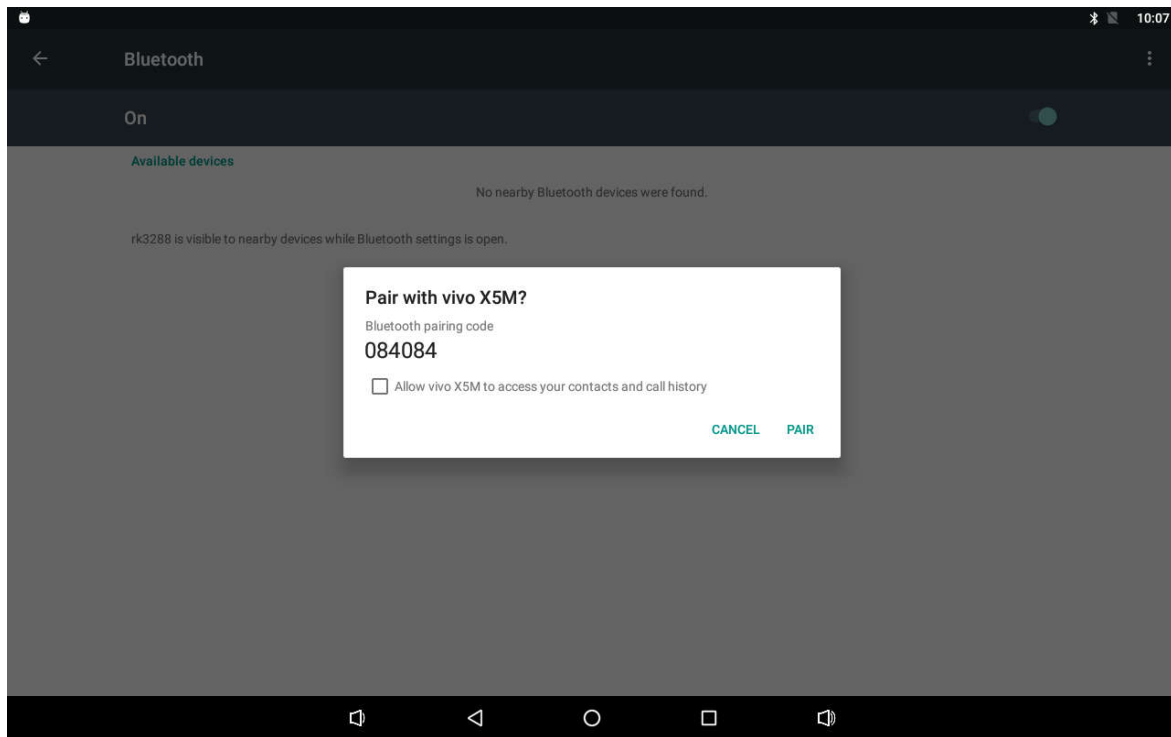 10:07
Bluetooth
On
Available devices
No nearby Bluetooth devices were found.
rk3288 is visible to nearby devices while Bluetooth settings is open.
Pair with vivo X5M?
Bluetooth pairing code
084084
Allow vivo X5M to access your contacts and call history
CANCEL PAIR